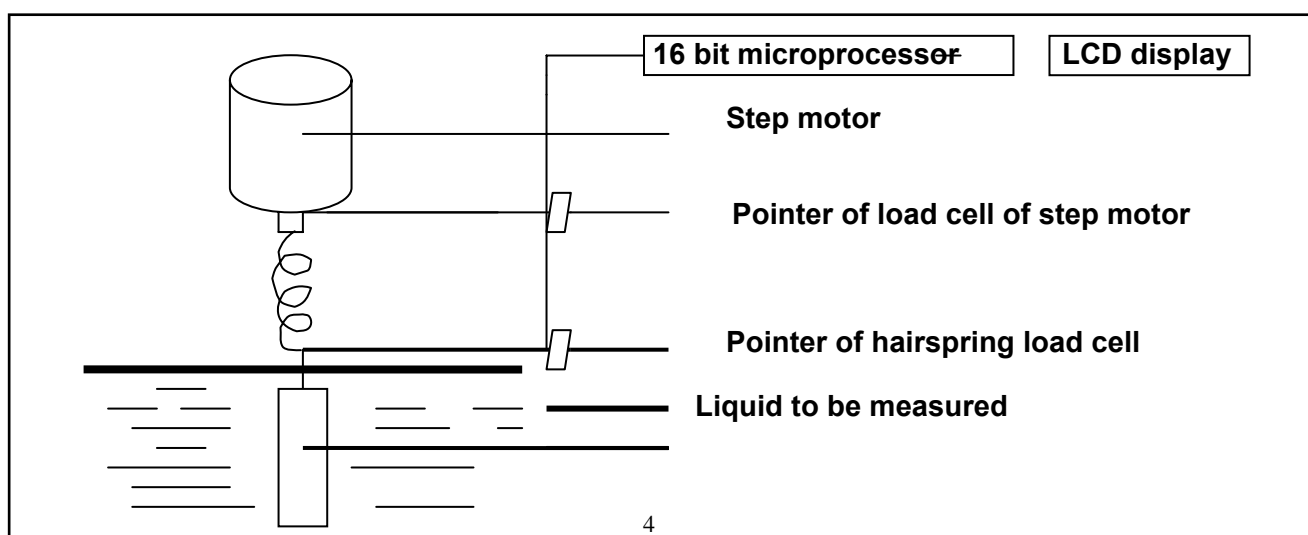 16 bit microprocessor LCD display
Step motor
Pointer of load cell of step motor
Pointer of hairspring load cell
Liquid to be measured
4